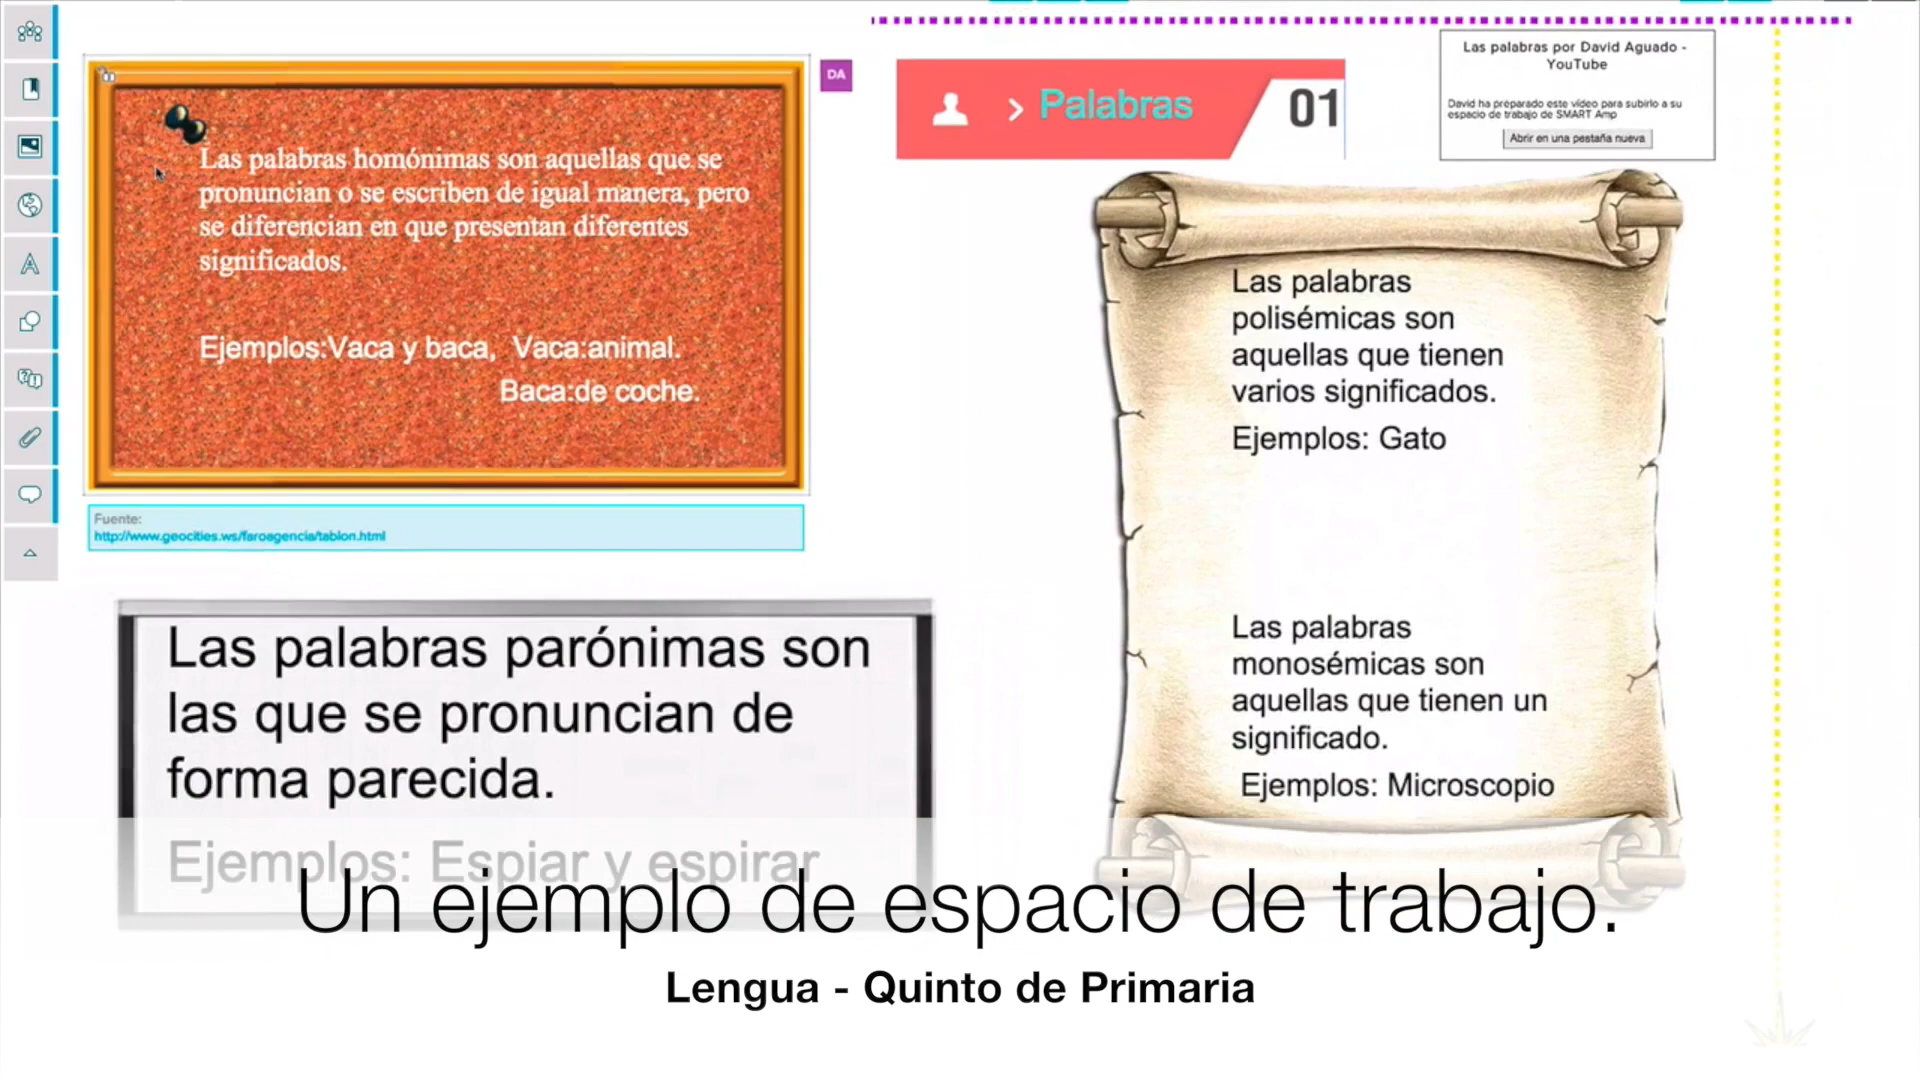 Las palabras homónimas son aquellas que se
pronuncian o se escriben de igual manera, pero
se diferencian en que presentan diferentes
significados.
Ejemplos:Vaca y baca, Vaca:animal.
Baca:de coche.
Fuente:
http://www.geocities.ws/faroagencia/tablon.html
DA
> Palabras 01
Las palabras por David Aguado -
YouTube
David ha preparado este vídeo para subirlo a su
espacio de trabajo de SMART Amp
Abrir en una pestaña nueva
Las palabras
polisémicas son
aquellas que tienen
varios significados.
Ejemplos: Gato
Las palabras
monosémicas son
aquellas que tienen un
significado.
Ejemplos: Microscopio
Las palabras parónimas son
las que se pronuncian de
forma parecida.
Ejemplos: Espiar y espirar
Un ejemplo de espacio de trabajo.
Lengua - Quinto de Primaria